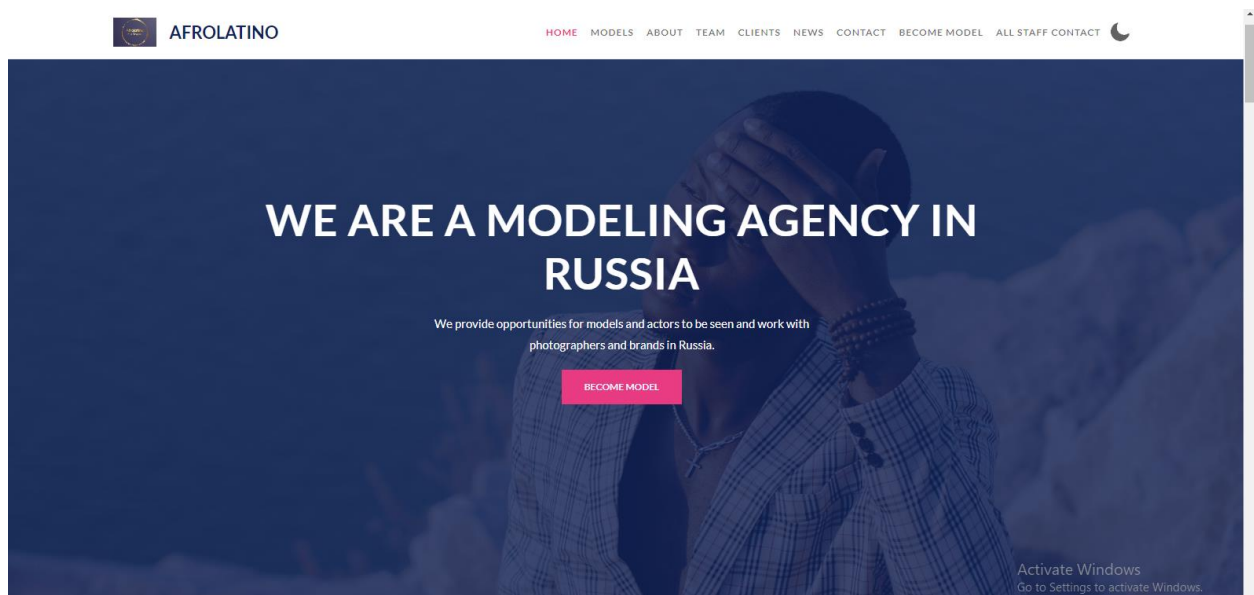 AFROLATINO
HOME MODELS ABOUT TEAM CLIENTS NEWS CONTACT BECOME MODEL ALL STAFF CONTACT
WE ARE A MODELING AGENCY IN
RUSSIA
We provide opportunities for models and actors to be seen and work with
photographers and brands in Russia.
BECOME MODEL
Activate Windows
Go to Settings to activate Windows.